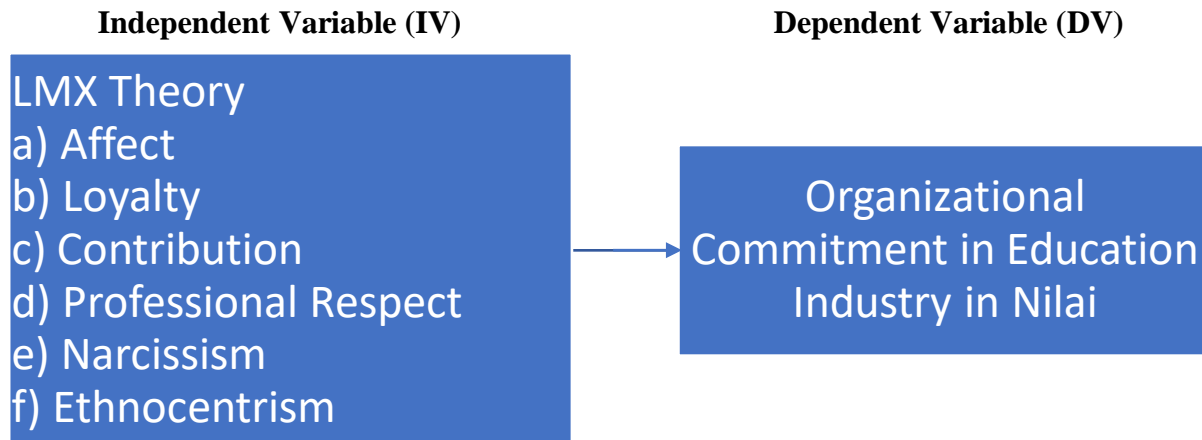 Independent Variable (IV)
Dependent Variable (DV)
LMX Theory
a) Affect
b) Loyalty
c) Contribution
d) Professional Respect
e) Narcissism
f) Ethnocentrism
Organizational
Commitment in Education
Industry in Nilai